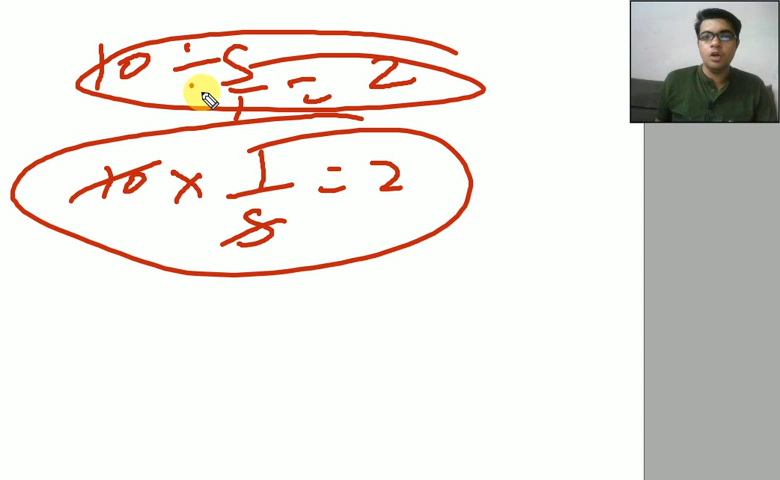 10 ÷ 5/1 = 2
10 × 1/5 = 2